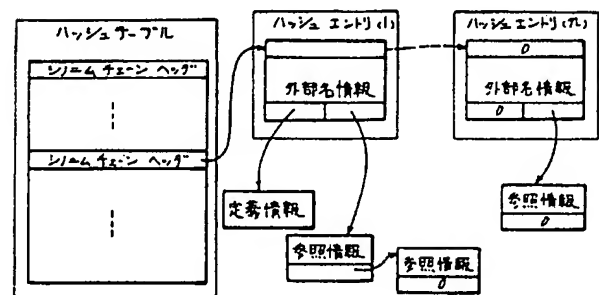 ハッシュテーブル
シノニムチェーンヘッダ
シノニムチェーンヘッダ
ハッシュエントリ(1)
外部名情報
定義情報
参照情報
参照情報
0
ハッシュエントリ(n)
0
外部名情報
0
参照情報
0